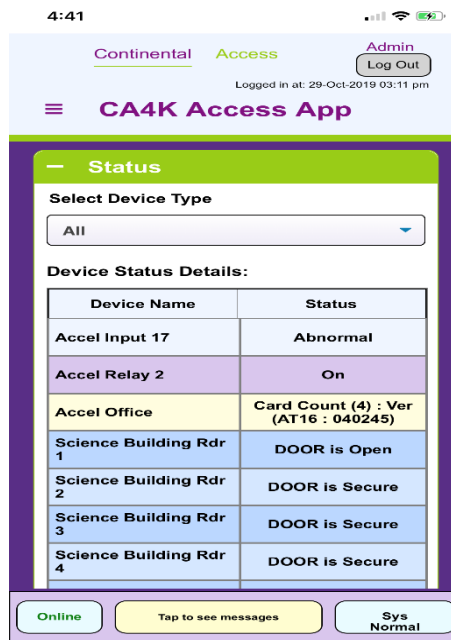 4:41
Continental Access Admin
Log Out
Logged in at: 29-Oct-2019 03:11 pm
CA4K Access App
Status
Select Device Type
All
Device Status Details:
Device Name Status
Accel Input 17 Abnormal
Accel Relay 2 On
Accel Office Card Count (4) : Ver
(AT16 : 040245)
Science Building Rdr
1 DOOR is Open
Science Building Rdr
2 DOOR is Secure
Science Building Rdr
3 DOOR is Secure
Science Building Rdr
4 DOOR is Secure
Online Tap to see messages Sys
Normal